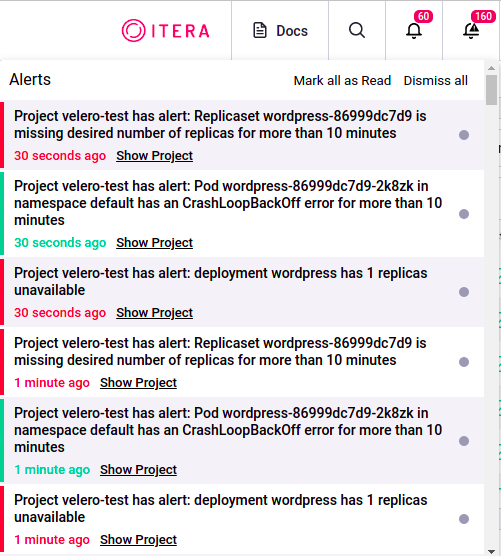 ITERA
Docs
60
160
Alerts
Mark all as Read
Dismiss all
Project velero-test has alert: Replicaset wordpress-86999dc7d9 is
missing desired number of replicas for more than 10 minutes
30 seconds ago Show Project
Project velero-test has alert: Pod wordpress-86999dc7d9-2k8zk in
namespace default has an CrashLoopBackOff error for more than 10
minutes
30 seconds ago Show Project
Project velero-test has alert: deployment wordpress has 1 replicas
unavailable
30 seconds ago Show Project
Project velero-test has alert: Replicaset wordpress-86999dc7d9 is
missing desired number of replicas for more than 10 minutes
1 minute ago Show Project
Project velero-test has alert: Pod wordpress-86999dc7d9-2k8zk in
namespace default has an CrashLoopBackOff error for more than 10
minutes
1 minute ago Show Project
Project velero-test has alert: deployment wordpress has 1 replicas
unavailable
1 minute ago Show Project